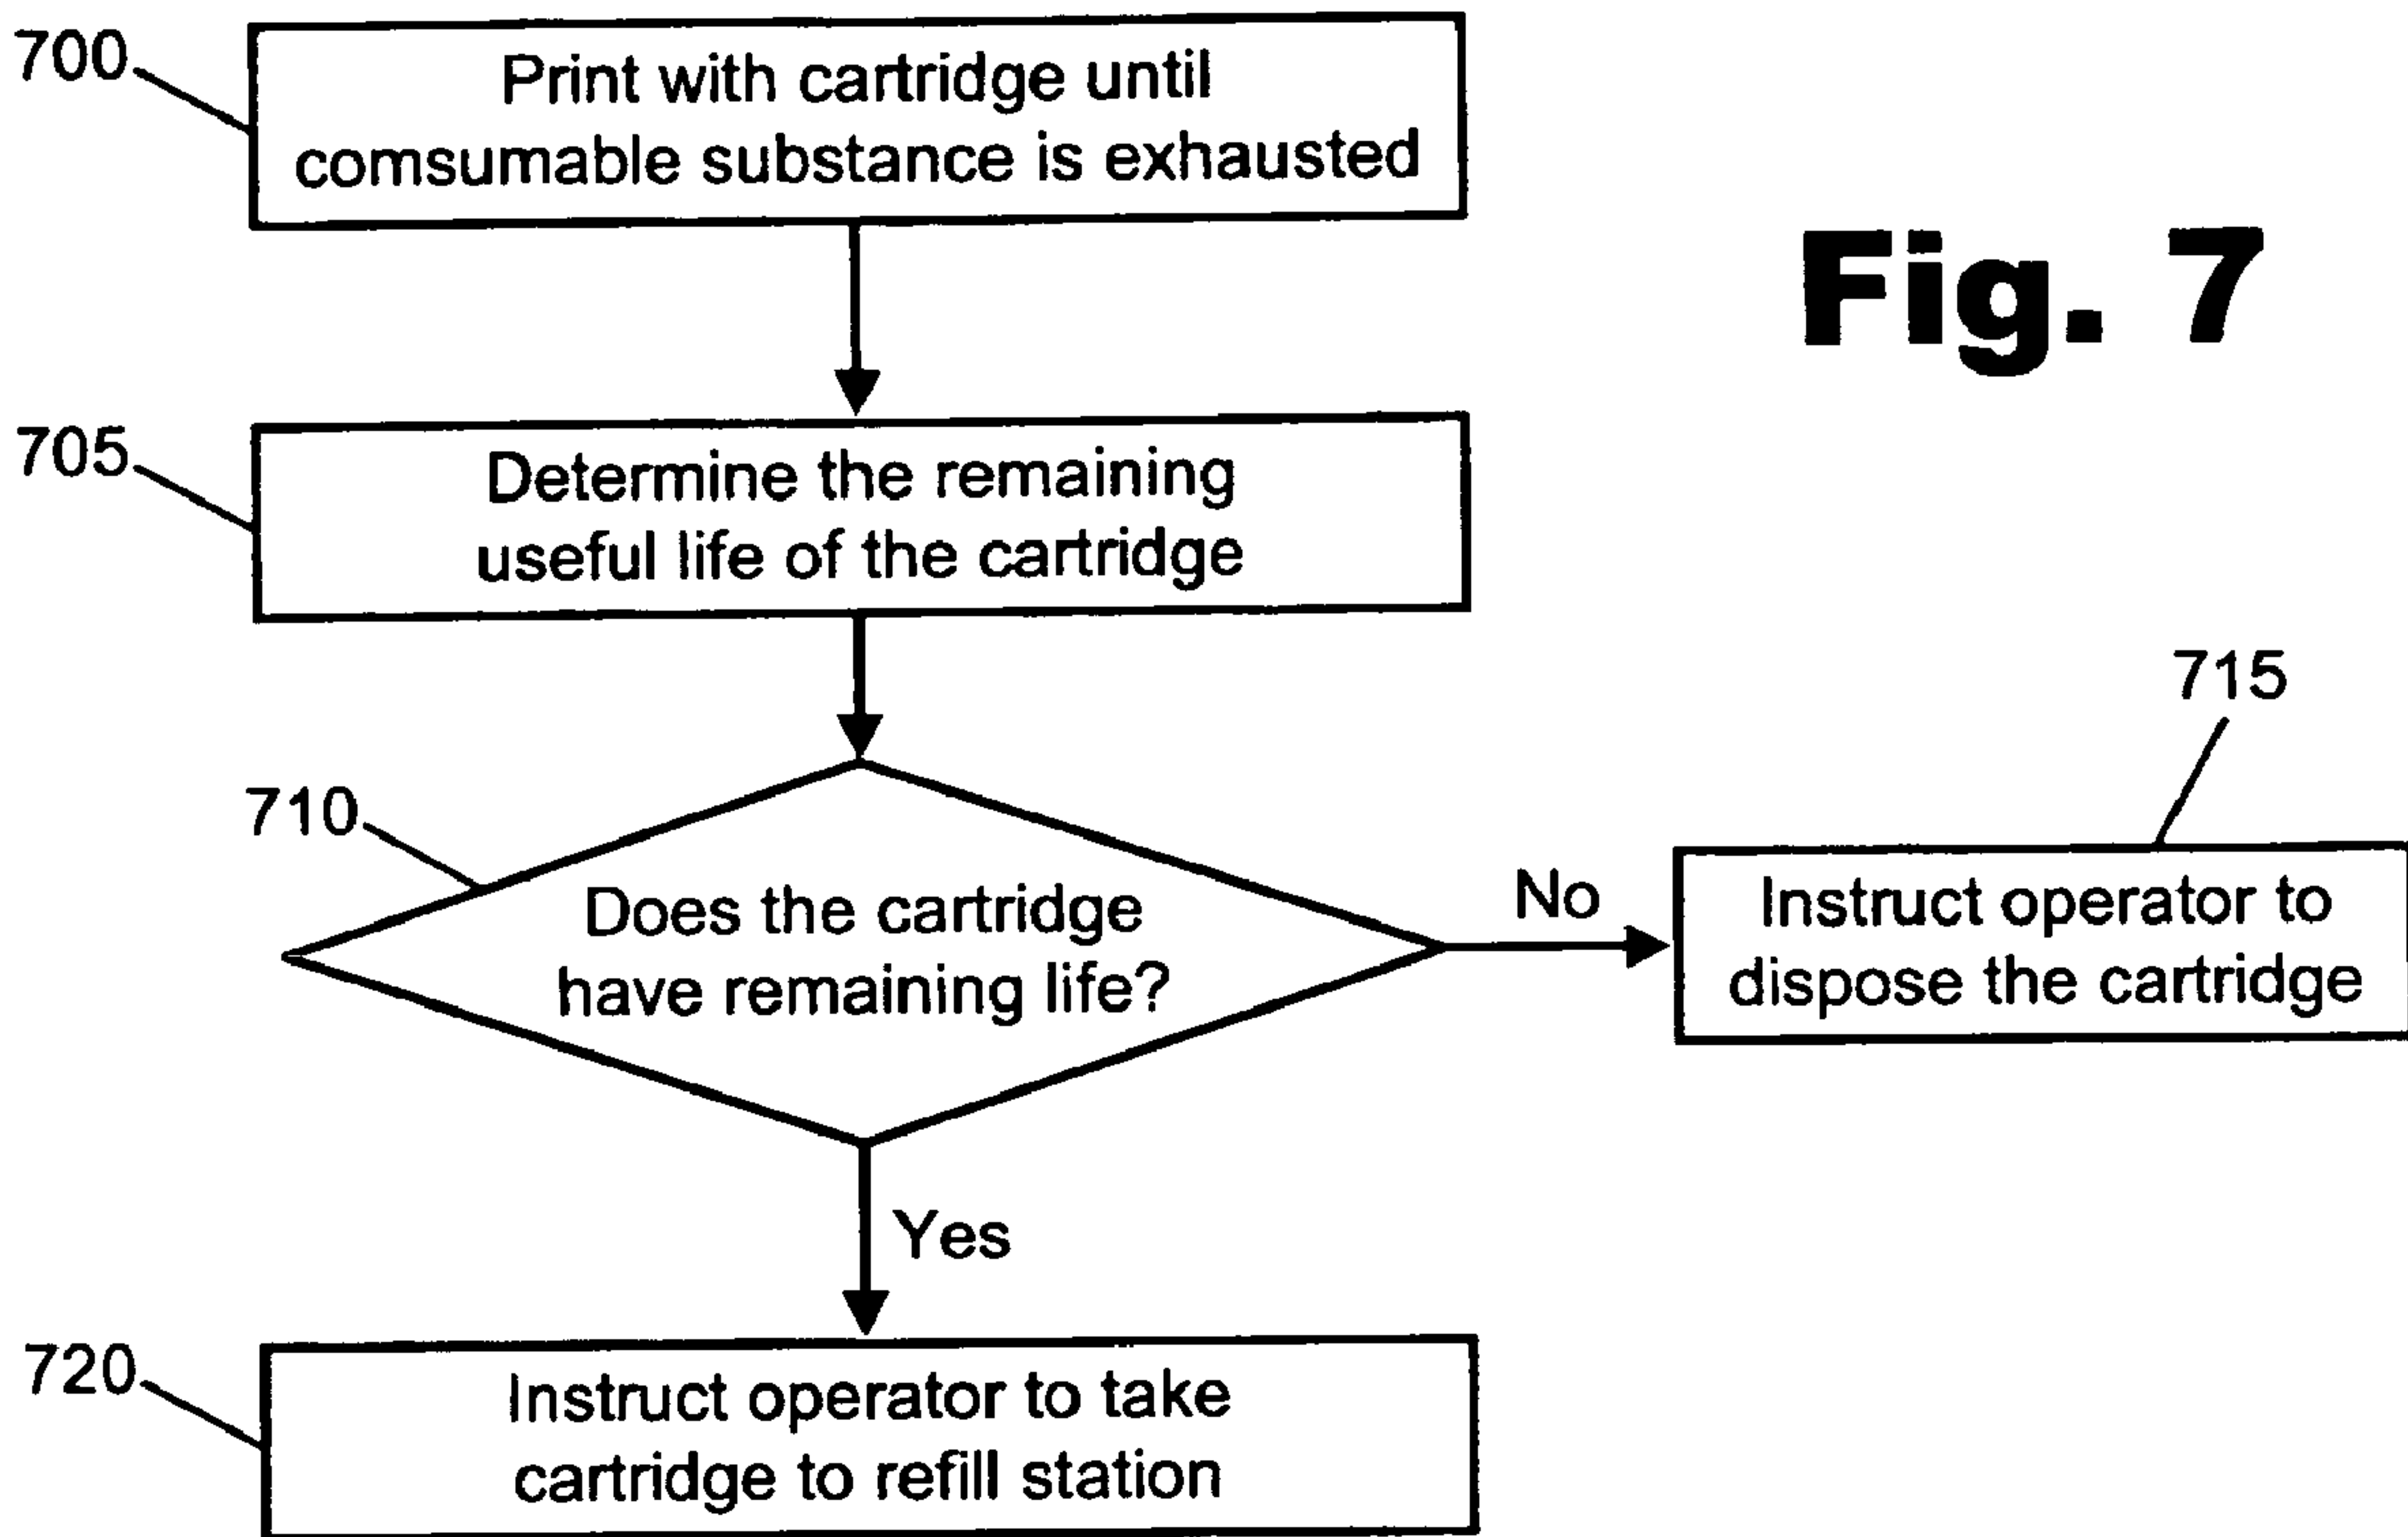 700
Print with cartridge until
comsumable substance is exhausted
Fig. 7
705
Determine the remaining
useful life of the cartridge
710
Does the cartridge
have remaining life?
No
715
Instruct operator to
dispose the cartridge
Yes
720
Instruct operator to take
cartridge to refill station